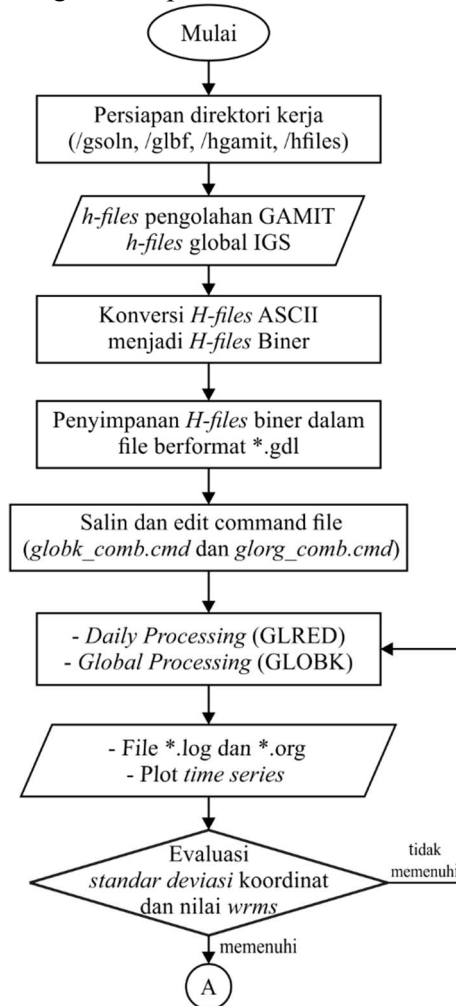 Mulai
Persiapan direktori kerja
(/gsoln, /glbf, /hgamit, /hfiles)
h-files pengolahan GAMIT
h-files global IGS
Konversi H-files ASCII
menjadi H-files Biner
Penyimpanan H-files biner dalam
file berformat *.gdl
Salin dan edit command file
(globk_comb.cmd dan glorg_comb.cmd)
- Daily Processing (GLRED)
- Global Processing (GLOBK)
- File *.log dan *.org
- Plot time series
Evaluasi
standar deviasi koordinat
dan nilai wrms
tidak
memenuhi
memenuhi
A